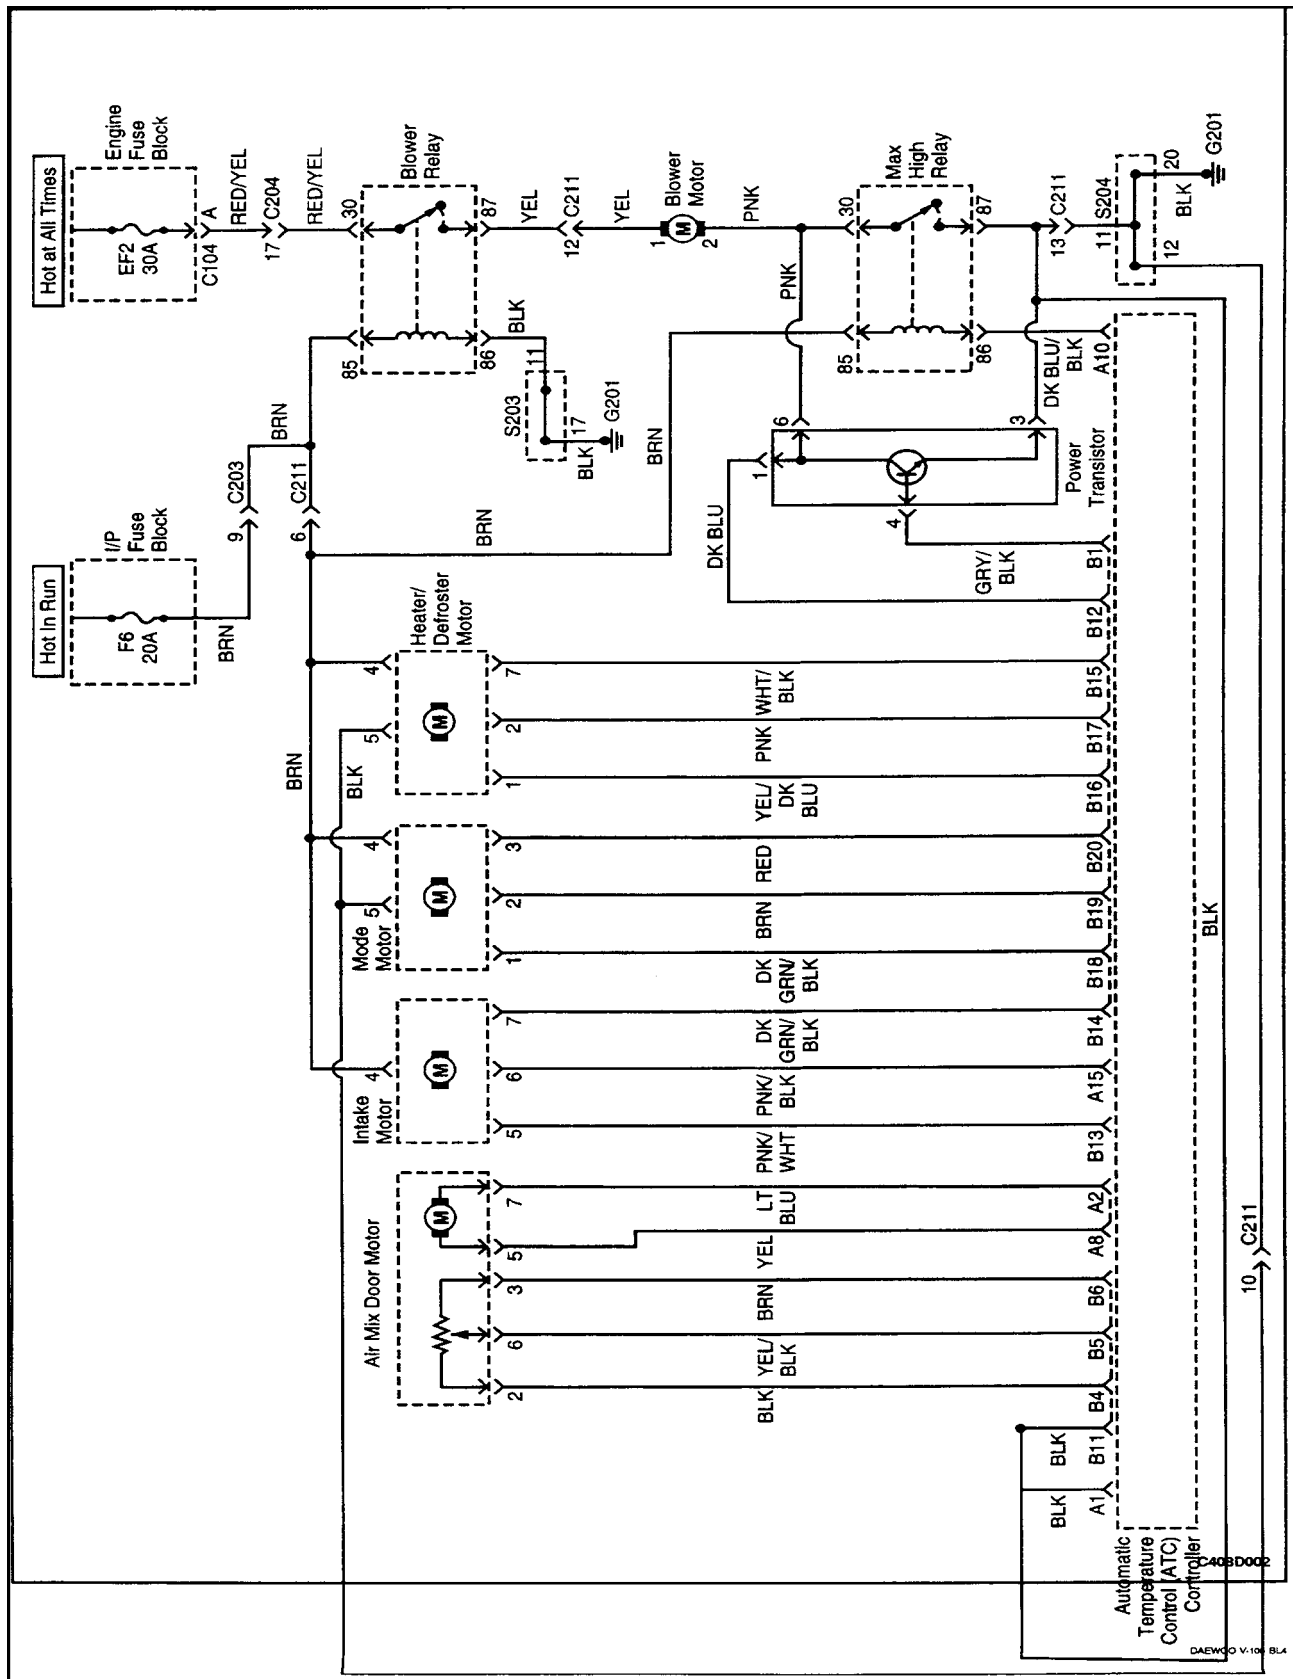 Hot at All Times
Engine
Fuse
Block
EF2
30A
A
C104
RED/YEL
17
C204
RED/YEL
30
Blower
Relay
87
85
86
YEL
12
C211
YEL
1
Blower
Motor
M
2
PNK
PNK
30
Max
High
Relay
87
85
86
13
C211
11
S204
20
BLK
G201
12
BLK
11
S203
17
BLK
G201
BRN
DK BLU/
BLK
A10
6
3
1
4
Power
Transistor
DK BLU
GRY/
BLK
B1
B12
Hot In Run
I/P
Fuse
Block
F6
20A
BRN
9
C203
BRN
6
C211
BRN
BRN
BLK
Heater/
Defroster
Motor
4
5
M
7
2
1
WHT/
BLK
PNK
YEL/
DK
BLU
B15
B17
B16
Mode
Motor
4
5
M
3
2
1
RED
BRN
DK
GRN/
BLK
B20
B19
B18
Intake
Motor
4
M
7
6
5
DK
GRN/
BLK
PNK/
BLK
PNK/
WHT
B14
A15
B13
Air Mix Door Motor
M
7
5
3
6
2
LT
BLU
YEL
BRN
YEL/
BLK
BLK
A2
A8
B6
B5
B4
BLK
B11
BLK
A1
BLK
10
C211
Automatic
Temperature
Control (ATC)
Controller
C408D002